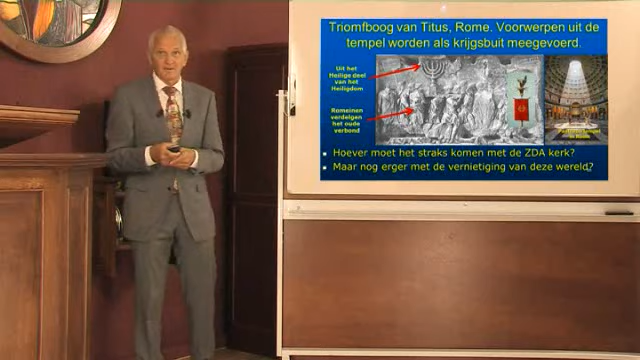 Triomfboog van Titus, Rome. Voorwerpen uit de
tempel worden als krijgsbuit meegevoerd.
Uit het
Heilige deel
van het
Heiligdom
Romeinen
verdelgen
het oude
verbond
Hoever moet het straks komen met de ZDA kerk?
Maar nog erger met de vernietiging van deze wereld?